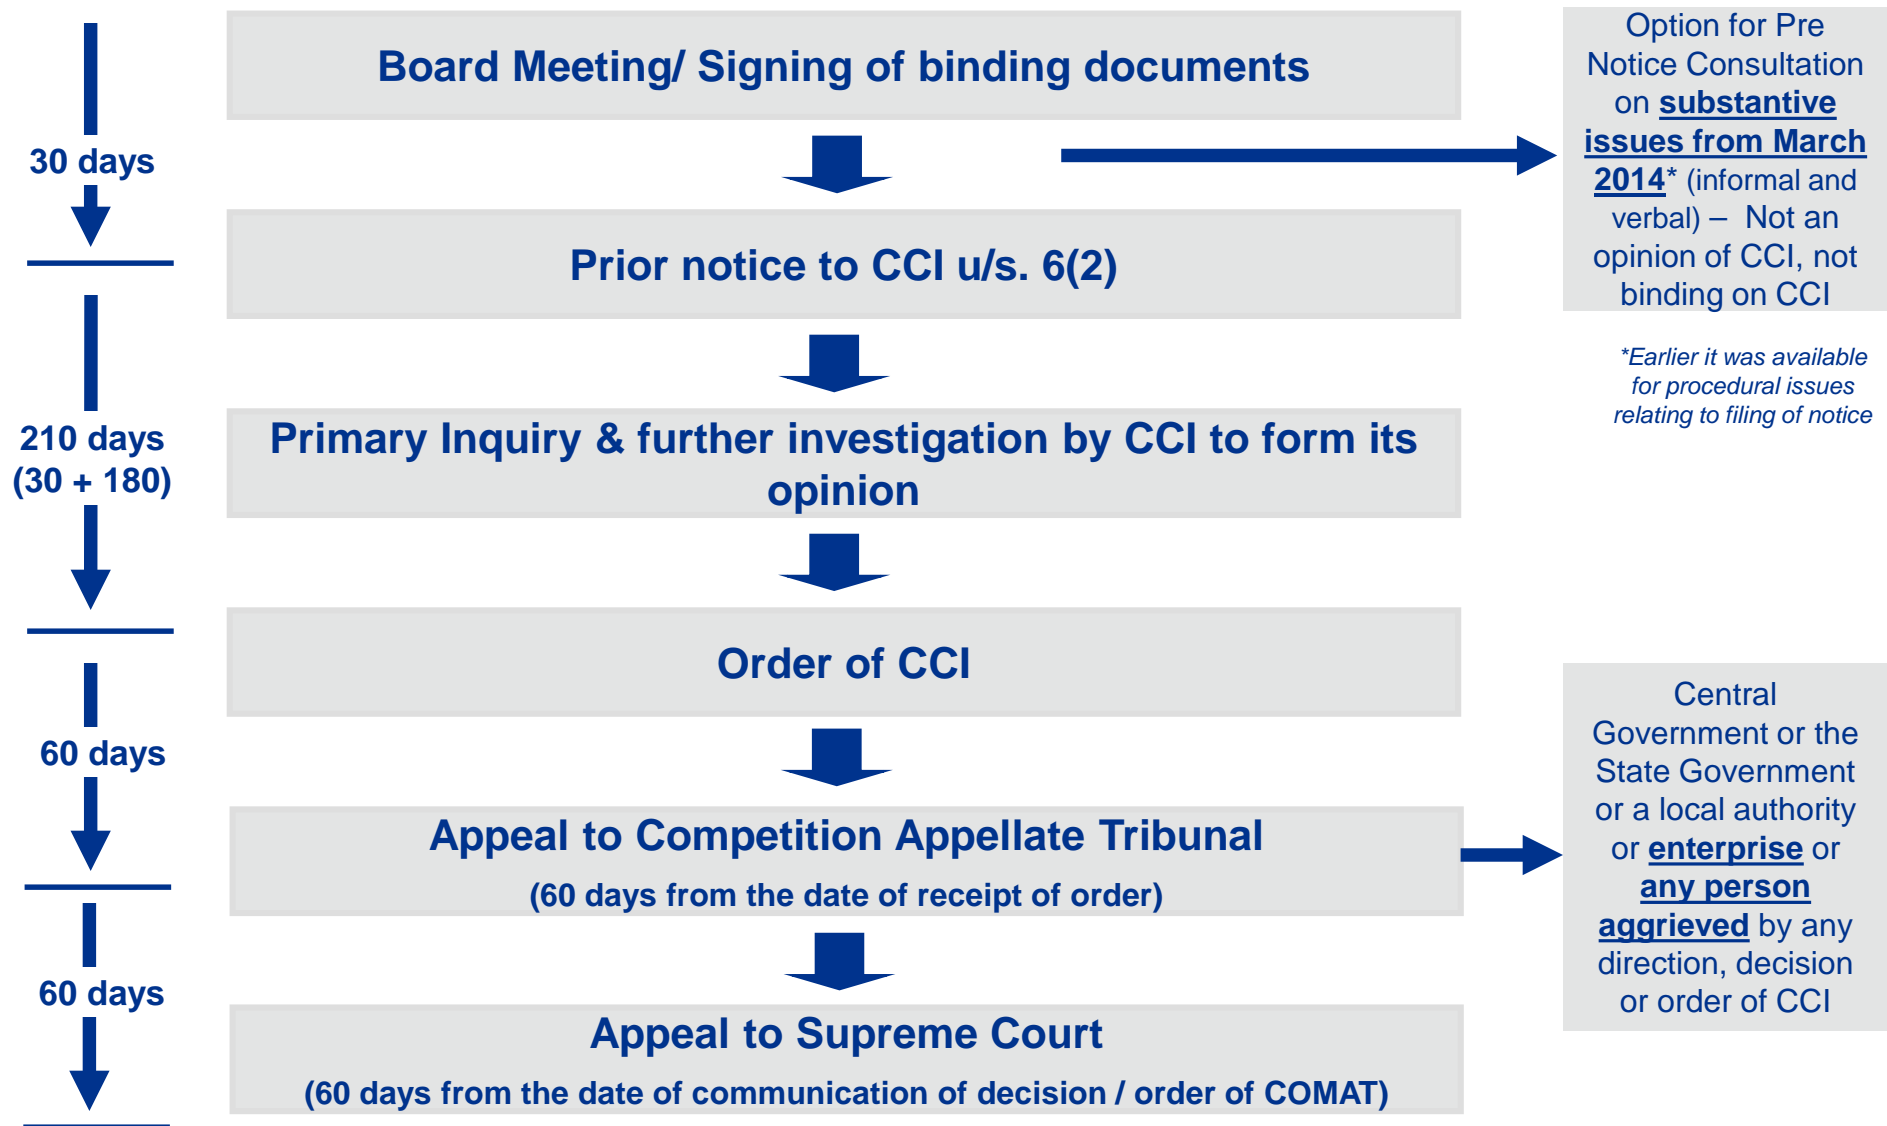 Board Meeting/ Signing of binding documents
30 days
Option for Pre
Notice Consultation
on substantive
issues from March
2014* (informal and
verbal) – Not an
opinion of CCI, not
binding on CCI
Prior notice to CCI u/s. 6(2)
*Earlier it was available
for procedural issues
relating to filing of notice
210 days
(30 + 180)
Primary Inquiry & further investigation by CCI to form its
opinion
Order of CCI
60 days
Appeal to Competition Appellate Tribunal
(60 days from the date of receipt of order)
Central
Government or the
State Government
or a local authority
or enterprise or
any person
aggrieved by any
direction, decision
or order of CCI
60 days
Appeal to Supreme Court
(60 days from the date of communication of decision / order of COMAT)